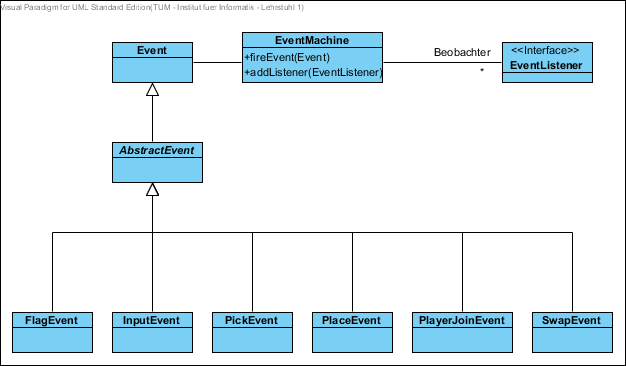 Visual Paradigm for UML Standard Edition(TUM - Institut fuer Informatik - Lehrstuhl 1)
Event
EventMachine
+fireEvent(Event)
+addListener(EventListener)
Beobachter
*
<<Interface>>
EventListener
AbstractEvent
FlagEvent
InputEvent
PickEvent
PlaceEvent
PlayerJoinEvent
SwapEvent